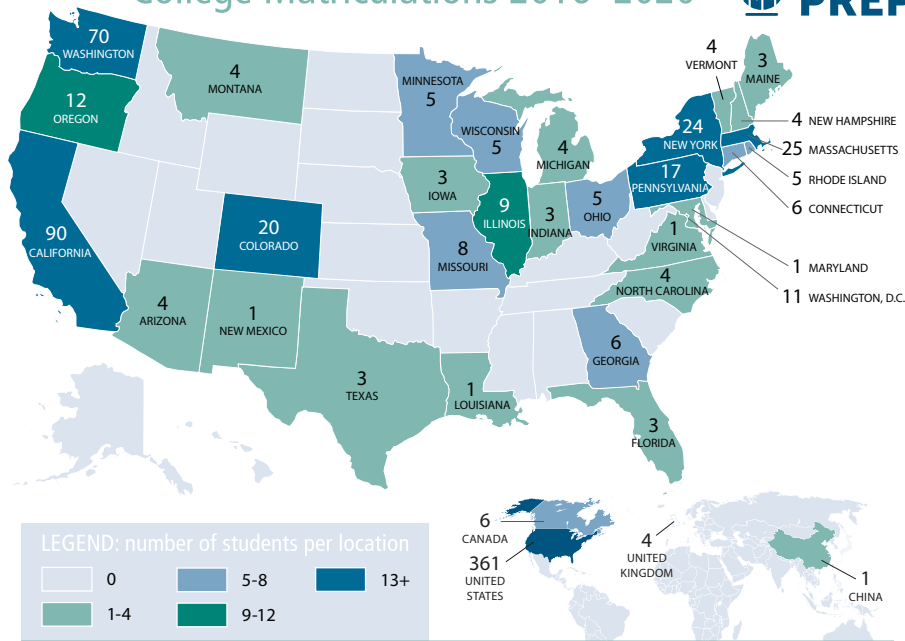 College Matriculations 2016–2020
PREP
70
WASHINGTON
12
OREGON
90
CALIFORNIA
4
MONTANA
20
COLORADO
4
ARIZONA
1
NEW MEXICO
3
TEXAS
MINNESOTA
5
WISCONSIN
5
3
IOWA
8
MISSOURI
1
LOUISIANA
9
ILLINOIS
4
MICHIGAN
3
INDIANA
5
OHIO
24
NEW YORK
17
PENNSYLVANIA
1
VIRGINIA
4
NORTH CAROLINA
6
GEORGIA
3
FLORIDA
4
VERMONT
3
MAINE
4 NEW HAMPSHIRE
25 MASSACHUSETTS
5 RHODE ISLAND
6 CONNECTICUT
1 MARYLAND
11 WASHINGTON, D.C.
LEGEND: number of students per location
0
5-8
13+
1-4
9-12
6
CANADA
361
UNITED
STATES
4
UNITED
KINGDOM
1
CHINA